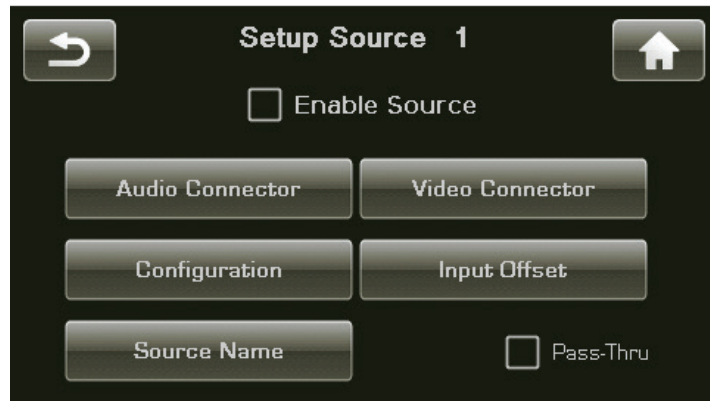 Setup Source 1
Enable Source
Audio Connector
Video Connector
Configuration
Input Offset
Source Name
Pass-Thru